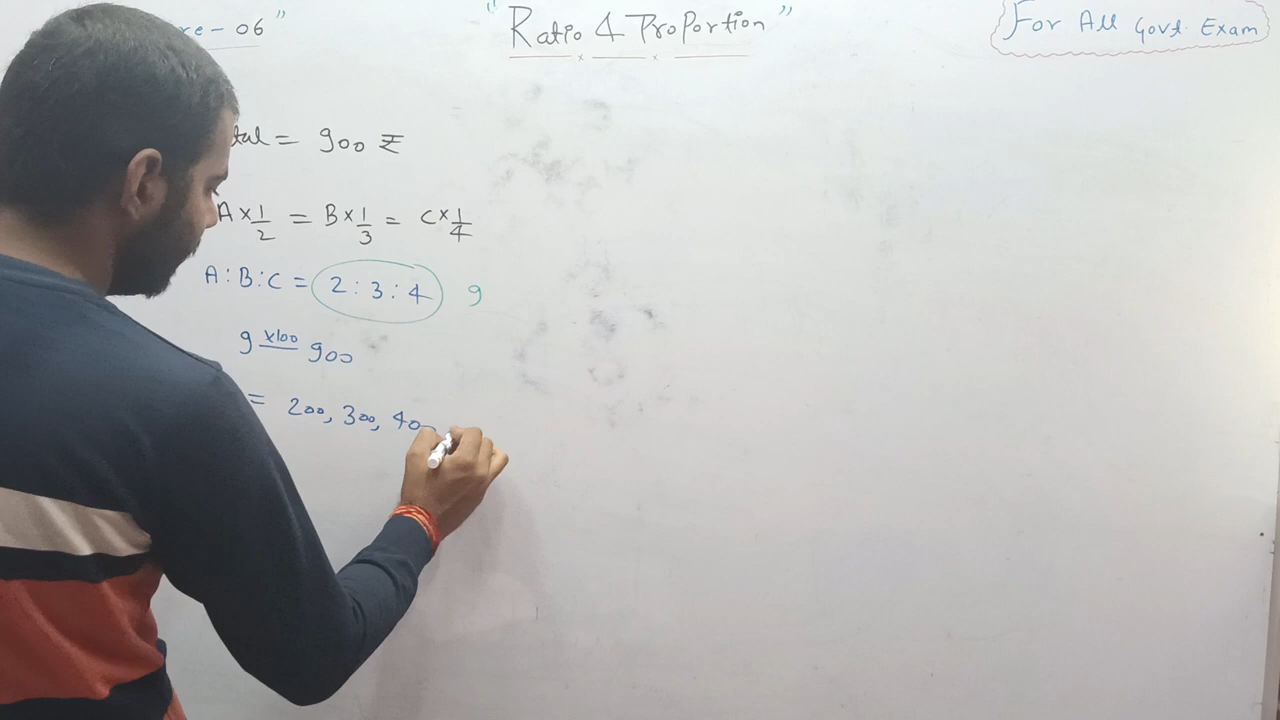 re - 06 "
" Ratio & Proportion "
For All Govt. Exam
tal = 900 ₹
A × 1/2 = B × 1/3 = C × 1/4
A : B : C = 2 : 3 : 4 9
9 ×100 900
= 200, 300, 400